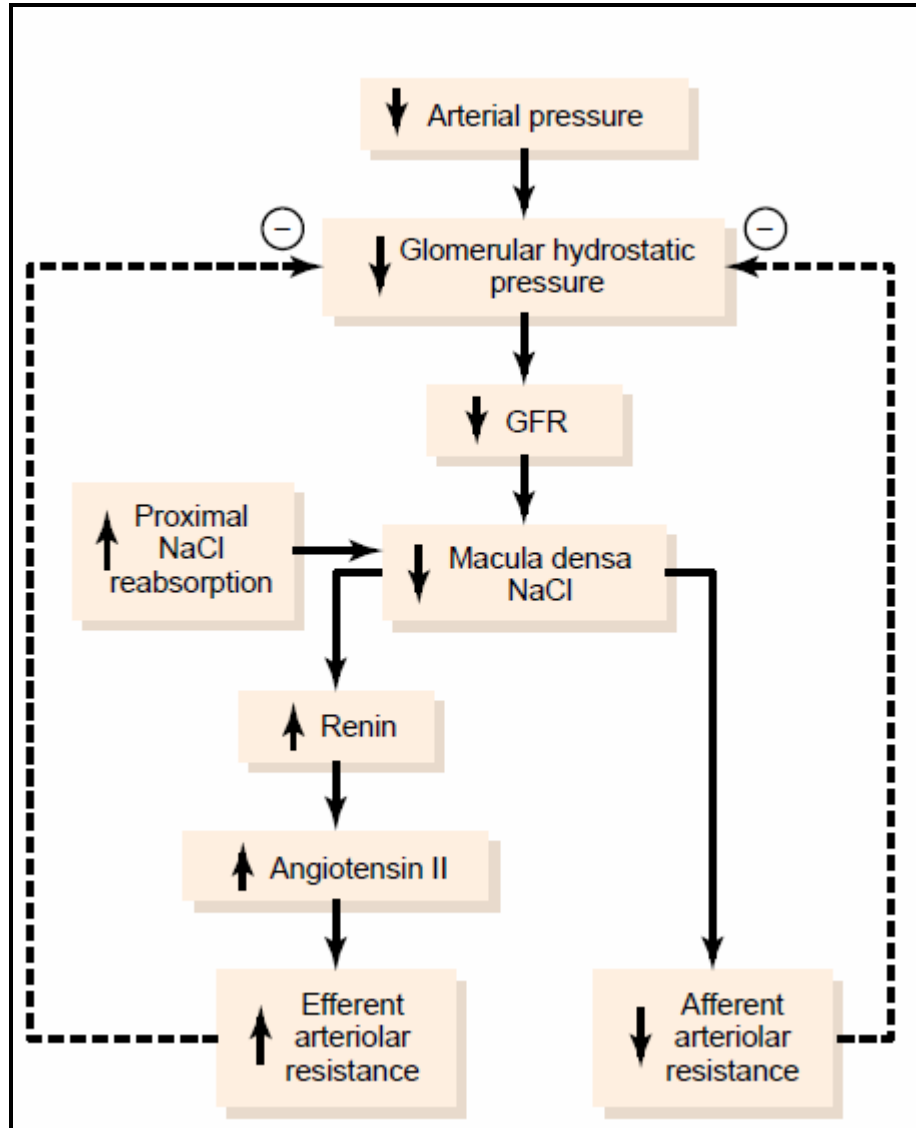 Arterial pressure
−
−
Glomerular hydrostatic
pressure
GFR
Proximal
NaCl
reabsorption
Macula densa
NaCl
Renin
Angiotensin II
Efferent
arteriolar
resistance
Afferent
arteriolar
resistance